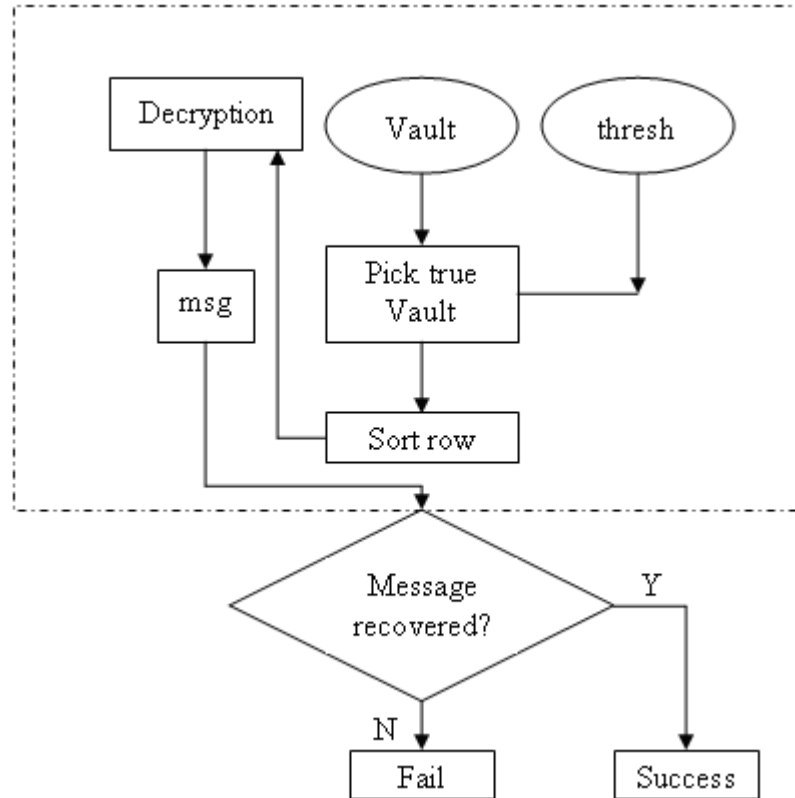 Decryption
Vault
thresh
Pick true
Vault
msg
Sort row
Message
recovered?
Y
N
Fail
Success